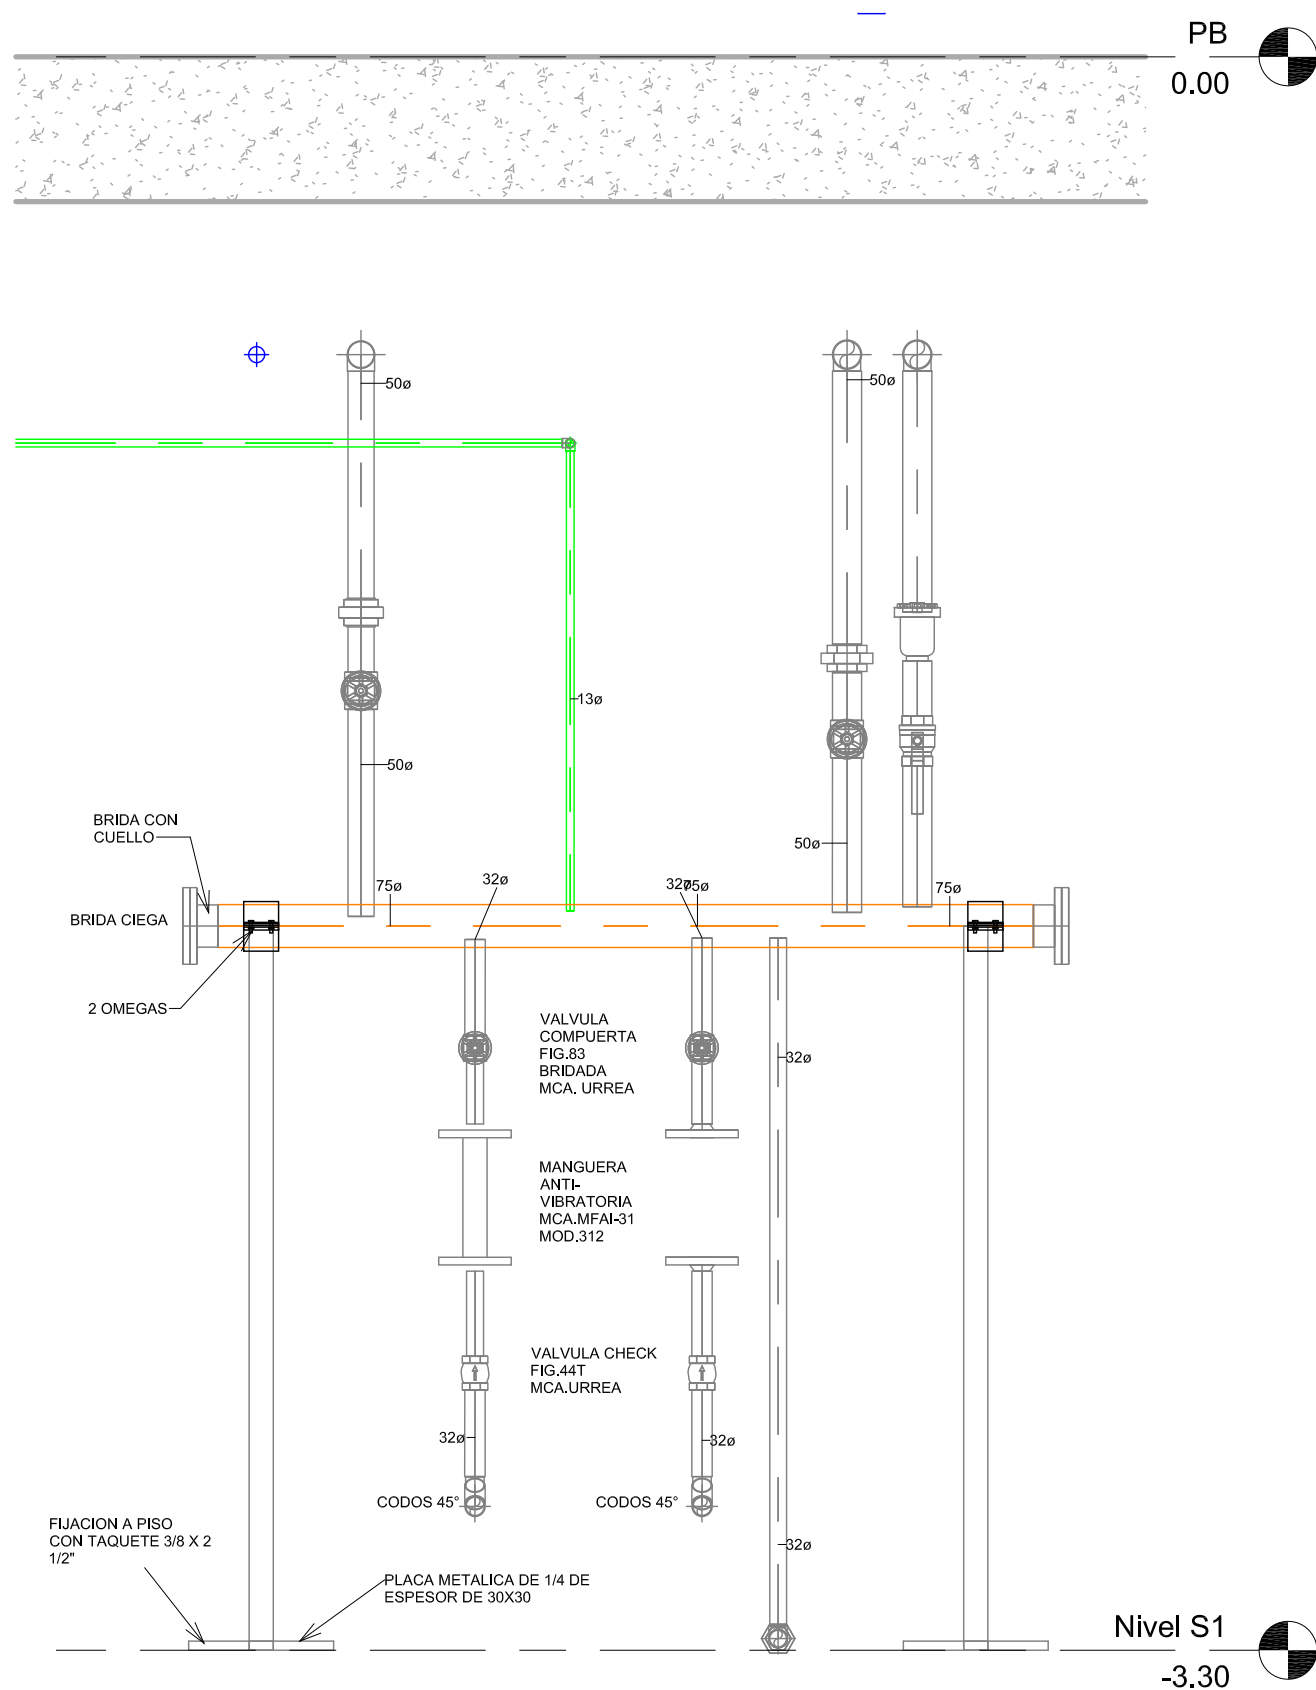 PB
0.00
50ø
50ø
13ø
50ø
50ø
BRIDA CON
CUELLO
75ø
32ø
32ø
75ø
75ø
BRIDA CIEGA
2 OMEGAS
VALVULA
COMPUERTA
FIG.83
BRIDADA
MCA. URREA
32ø
MANGUERA
ANTI-
VIBRATORIA
MCA.MFAI-31
MOD.312
VALVULA CHECK
FIG.44T
MCA.URREA
32ø
32ø
CODOS 45°
CODOS 45°
FIJACION A PISO
CON TAQUETE 3/8 X 2
1/2"
32ø
PLACA METALICA DE 1/4 DE
ESPESOR DE 30X30
Nivel S1
-3.30